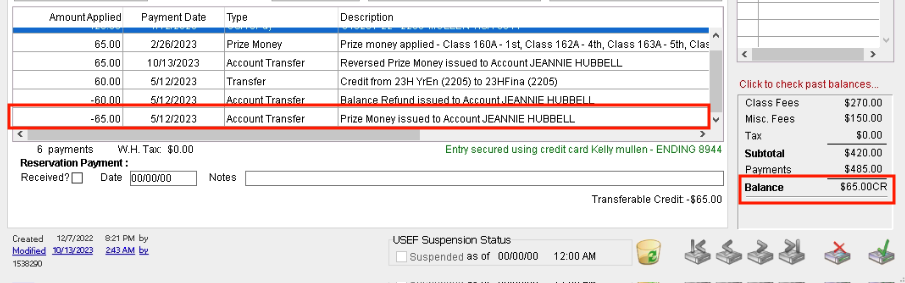 Amount Applied Payment Date Type Description
65.00 2/26/2023 Prize Money Prize money applied - Class 160A - 1st, Class 162A - 4th, Class 163A - 5th, Clas
65.00 10/13/2023 Account Transfer Reversed Prize Money issued to Account JEANNIE HUBBELL
60.00 5/12/2023 Transfer Credit from 23H YrEn (2205) to 23HFina (2205)
-60.00 5/12/2023 Account Transfer Balance Refund issued to Account JEANNIE HUBBELL
-65.00 5/12/2023 Account Transfer Prize Money issued to Account JEANNIE HUBBELL
6 payments W.H. Tax: $0.00 Entry secured using credit card Kelly mullen - ENDING 8944
Reservation Payment :
Received? Date 00/00/00 Notes
Transferable Credit: -$65.00
Click to check past balances...
Class Fees $270.00
Misc. Fees $150.00
Tax $0.00
Subtotal $420.00
Payments $485.00
Balance $65.00CR
Created 12/7/2022 8:21 PM by
Modified 10/13/2023 2:43 AM by
1538290
USEF Suspension Status
Suspended as of 00/00/00 12:00 AM